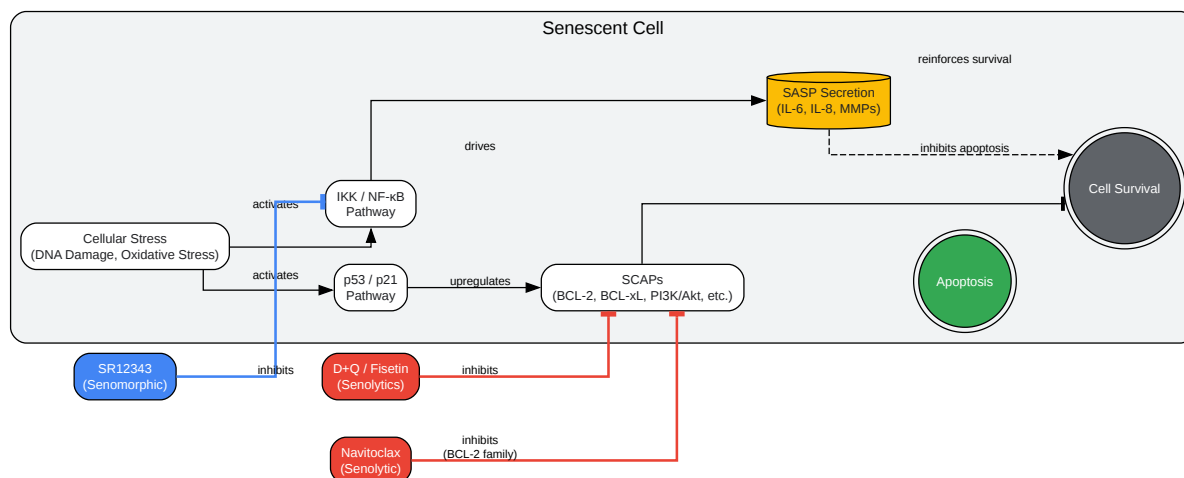 Senescent Cell
reinforces survival
SASP Secretion
(IL-6, IL-8, MMPs)
drives
inhibits apoptosis
IKK / NF-κB
Pathway
Cell Survival
activates
Cellular Stress
(DNA Damage, Oxidative Stress)
activates
p53 / p21
Pathway
upregulates
SCAPs
(BCL-2, BCL-xL, PI3K/Akt, etc.)
Apoptosis
SR12343
(Senomorphic)
inhibits
D+Q / Fisetin
(Senolytics)
inhibits
Navitoclax
(Senolytic)
inhibits
(BCL-2 family)